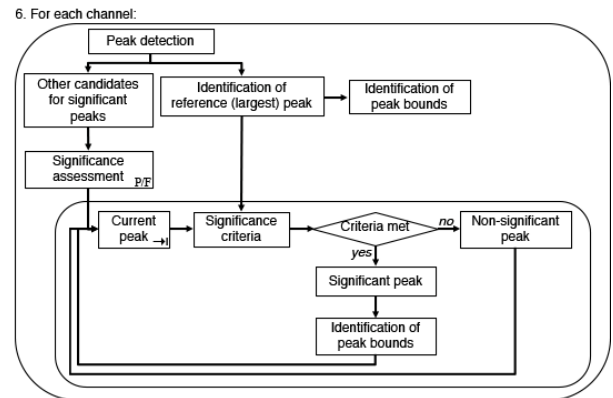 6. For each channel:
Peak detection
Other candidates
for significant
peaks
Identification of
reference (largest) peak
Identification of
peak bounds
Significance
assessment
P/F
Current
peak
Significance
criteria
Criteria met
no
Non-significant
peak
yes
Significant peak
Identification of
peak bounds